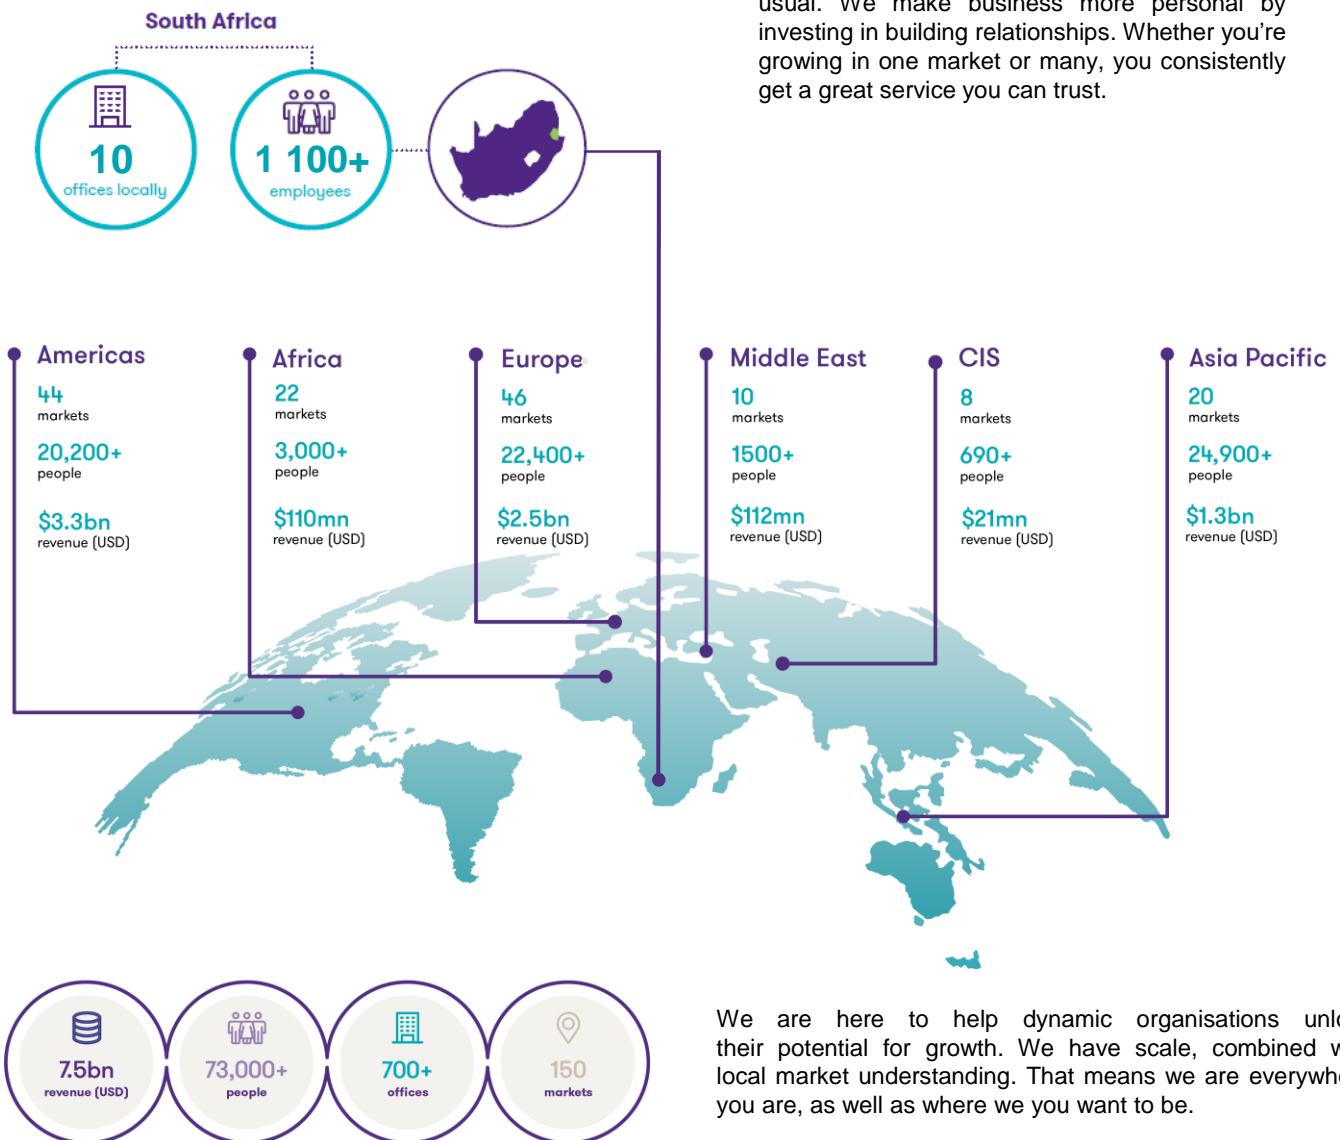 usual. We make business more personal by
investing in building relationships. Whether you're
growing in one market or many, you consistently
get a great service you can trust.
South Africa
10
offices locally
1 100+
employees
Americas
44
markets
20,200+
people
$3.3bn
revenue (USD)
Africa
22
markets
3,000+
people
$110mn
revenue (USD)
Europe
46
markets
22,400+
people
$2.5bn
revenue (USD)
Middle East
10
markets
1500+
people
$112mn
revenue (USD)
CIS
8
markets
690+
people
$21mn
revenue (USD)
Asia Pacific
20
markets
24,900+
people
$1.3bn
revenue (USD)
7.5bn
revenue (USD)
73,000+
people
700+
offices
150
markets
We are here to help dynamic organisations
their potential for growth. We have scale, combined
local market understanding. That means we are
you are, as well as where we you want to be.